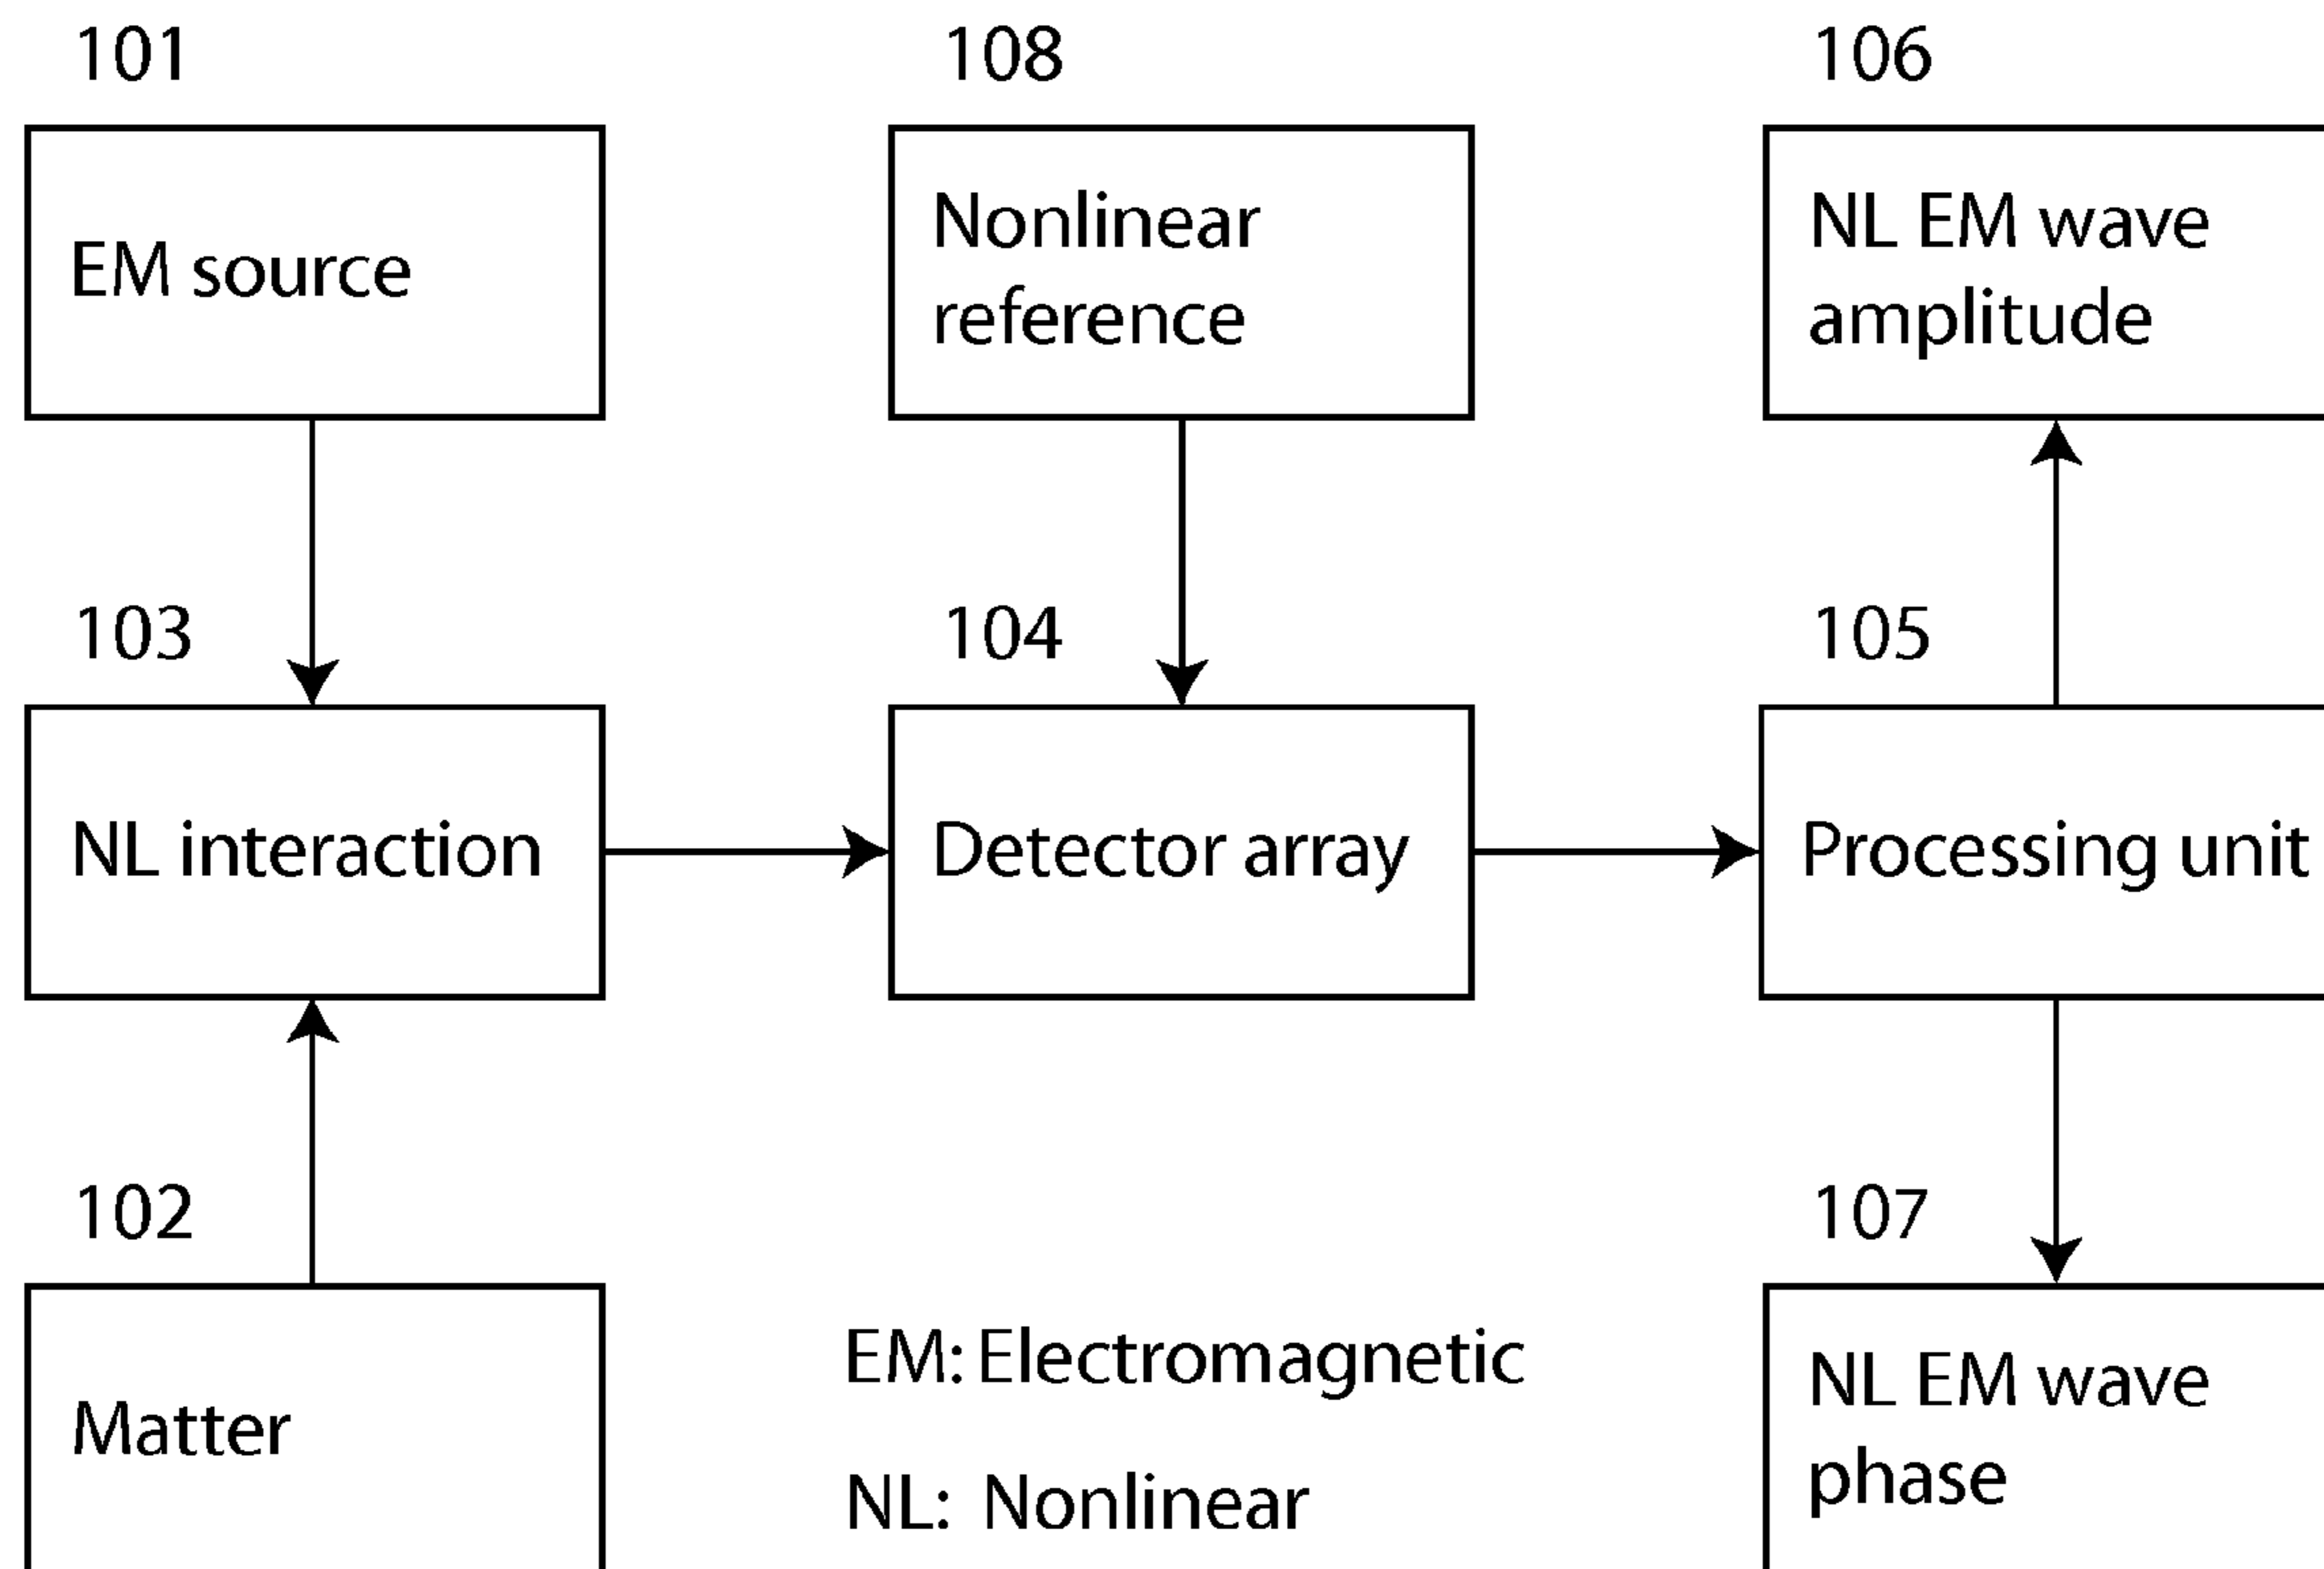 101
108
106
EM source
Nonlinear
reference
NL EM wave
amplitude
103
104
105
NL interaction
Detector array
Processing unit
102
107
Matter
EM: Electromagnetic
NL: Nonlinear
NL EM wave
phase